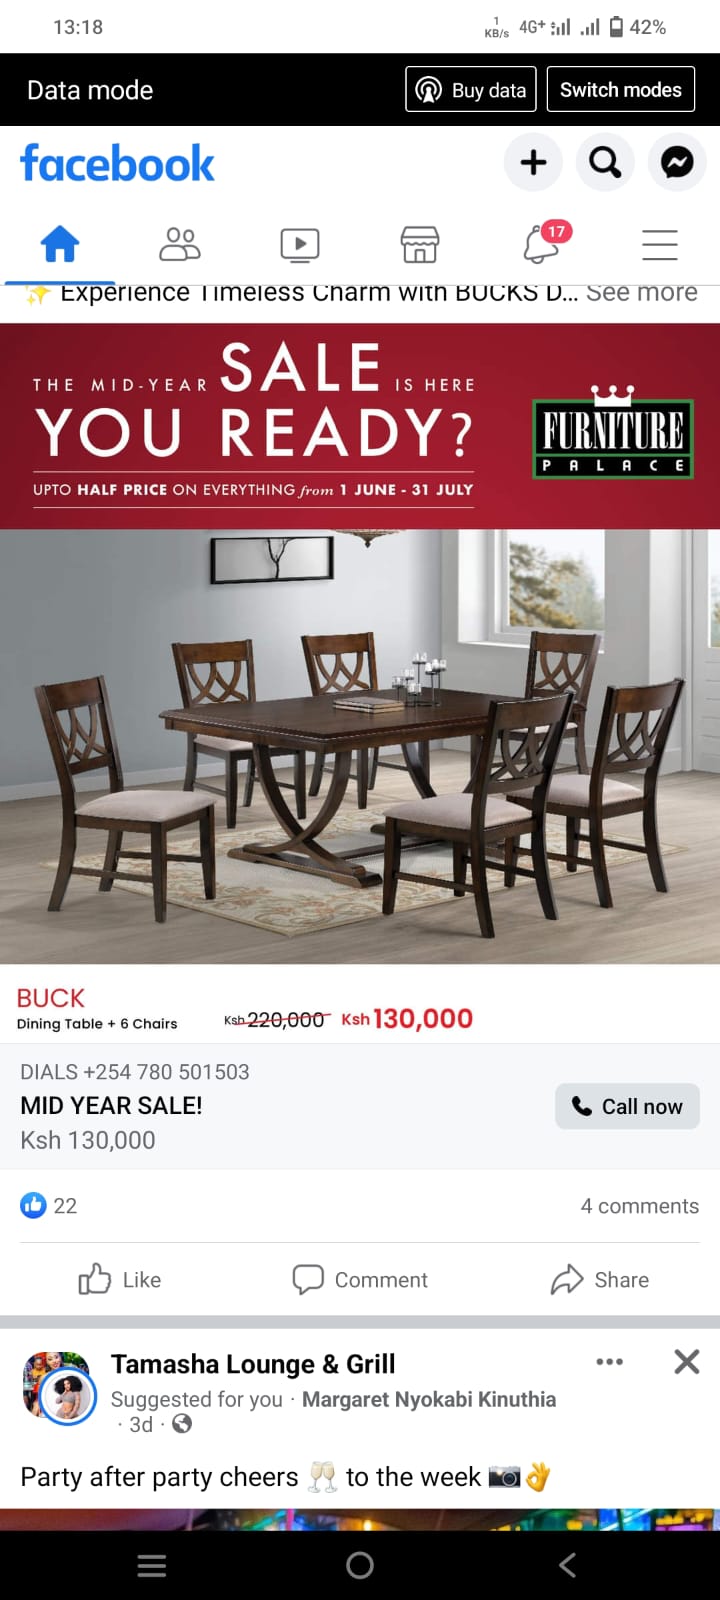 13:18
1
KB/s
4G+
42%
Data mode
Buy data
Switch modes
facebook
17
✨ Experience Timeless Charm with BUCKS D... See more
THE MID-YEAR SALE IS HERE
YOU READY?
UPTO HALF PRICE ON EVERYTHING from 1 JUNE - 31 JULY
FURNITURE
PALACE
BUCK
Dining Table + 6 Chairs
Ksh 220,000 Ksh 130,000
DIALS +254 780 501503
MID YEAR SALE!
Ksh 130,000
Call now
22
4 comments
Like
Comment
Share
Tamasha Lounge & Grill
Suggested for you · Margaret Nyokabi Kinuthia
· 3d ·
Party after party cheers 🥂 to the week 📷👌